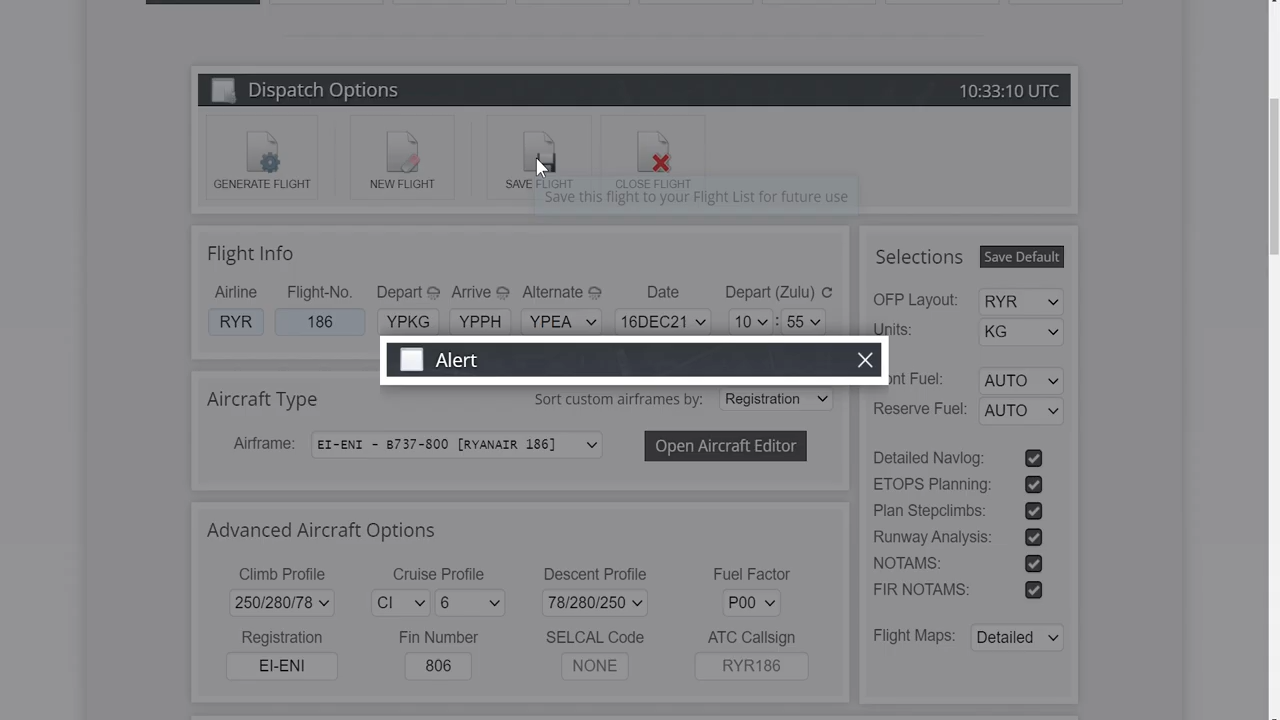 Dispatch Options 10:33:10 UTC
GENERATE FLIGHT NEW FLIGHT SAVE FLIGHT CLOSE FLIGHT
Save this flight to your Flight List for future use
Flight Info
Airline Flight-No. Depart Arrive Alternate Date Depart (Zulu)
RYR 186 YPKG YPPH YPEA 16DEC21 10 : 55
Selections Save Default
OFP Layout: RYR
Units: KG
Alert
ont Fuel: AUTO
Reserve Fuel: AUTO
Aircraft Type Sort custom airframes by: Registration
Airframe: EI-ENI - B737-800 [RYANAIR 186] Open Aircraft Editor
Detailed Navlog:
ETOPS Planning:
Plan Stepclimbs:
Runway Analysis:
NOTAMS:
FIR NOTAMS:
Flight Maps: Detailed
Advanced Aircraft Options
Climb Profile Cruise Profile Descent Profile Fuel Factor
250/280/78 CI 6 78/280/250 P00
Registration Fin Number SELCAL Code ATC Callsign
EI-ENI 806 NONE RYR186